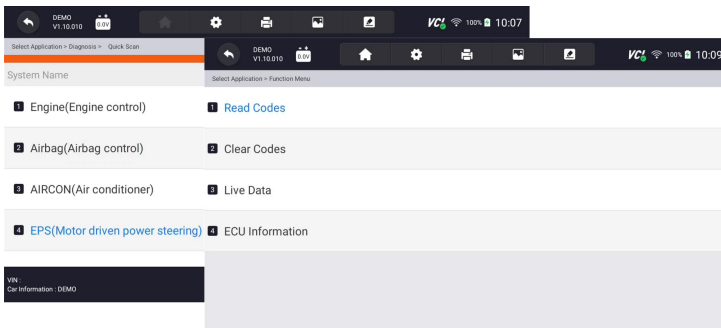 DEMO
V1.10.010
0.0V
VCI 100% 10:07
Select Application > Diagnosis > Quick Scan
System Name
1 Engine(Engine control)
2 Airbag(Airbag control)
3 AIRCON(Air conditioner)
4 EPS(Motor driven power steering)
VIN :
Car Information : DEMO
DEMO
V1.10.010
0.0V
VCI 100% 10:09
Select Application > Function Menu
1 Read Codes
2 Clear Codes
3 Live Data
4 ECU Information